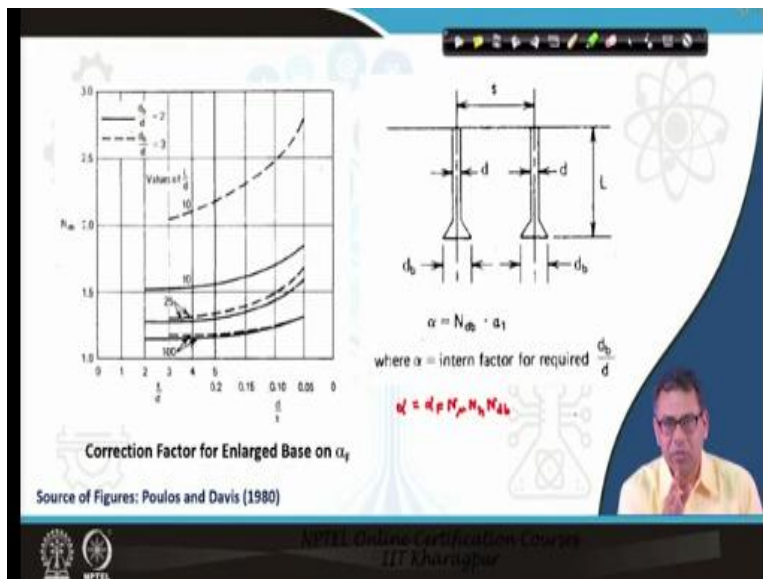 3.0
2.5
2.0
1.5
1.0
N db
d_b/d = 2
d_b/d = 3
Values of L/d
10
10
25
100
0 1 2 3 4 5 0.2 0.15 0.10 0.05 0
s/d
d/s
s
d d
L
d_b d_b
α = N_db · α_1
where α = intern factor for required d_b/d
α = α_F N_μ N_h N_db
Correction Factor for Enlarged Base on α_F
Source of Figures: Poulos and Davis (1980)
NPTEL
NPTEL Online Certification Courses
IIT Kharagpur